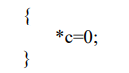 {
*c=0;
}